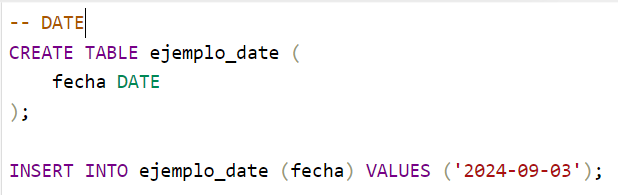 -- DATE
CREATE TABLE ejemplo_date (
    fecha DATE
);
INSERT INTO ejemplo_date (fecha) VALUES ('2024-09-03');